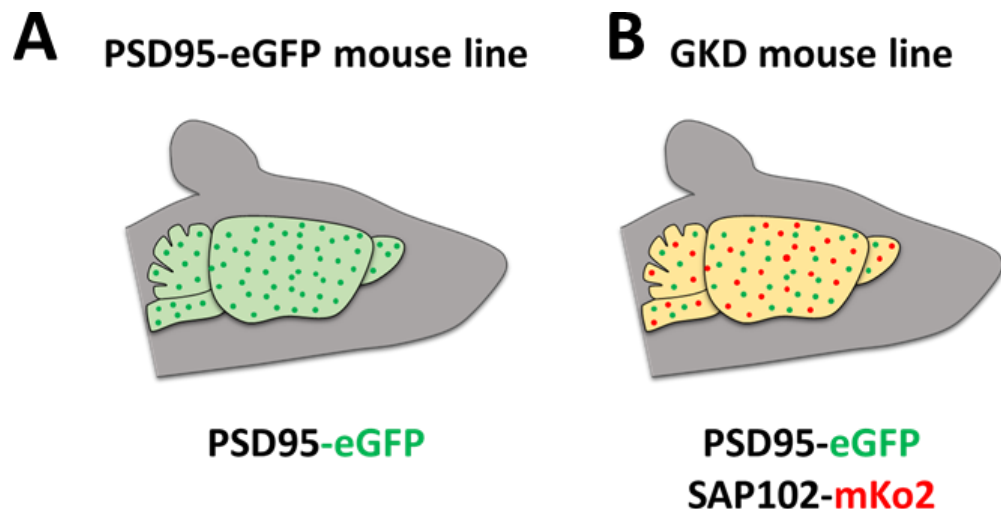 A
PSD95-eGFP mouse line
B
GKD mouse line
PSD95-eGFP
PSD95-eGFP
SAP102-mKo2